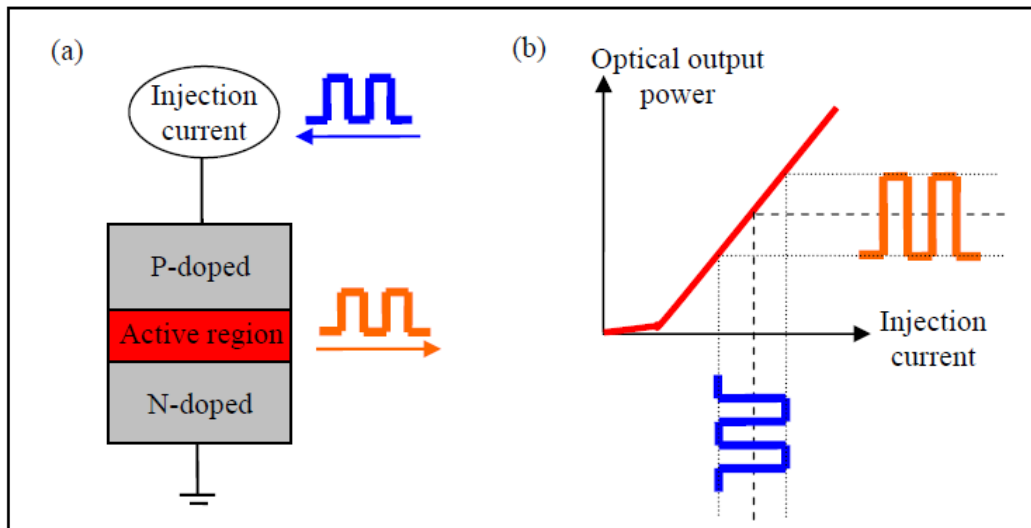 (a)
Injection
current
P-doped
Active region
N-doped
(b)
Optical output
power
Injection
current